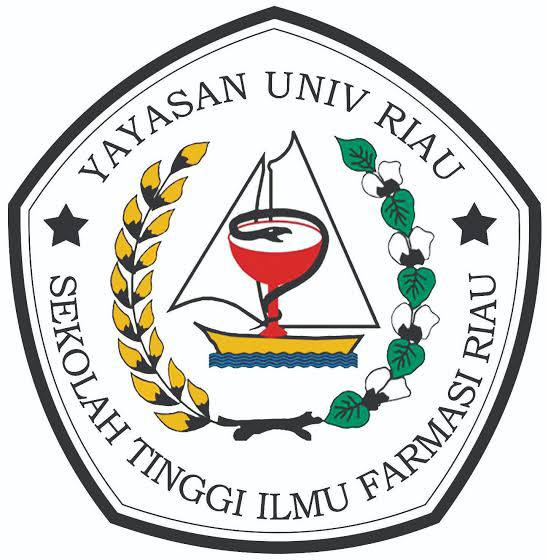 YAYASAN UNIV RIAU
SEKOLAH TINGGI ILMU FARMASI RIAU